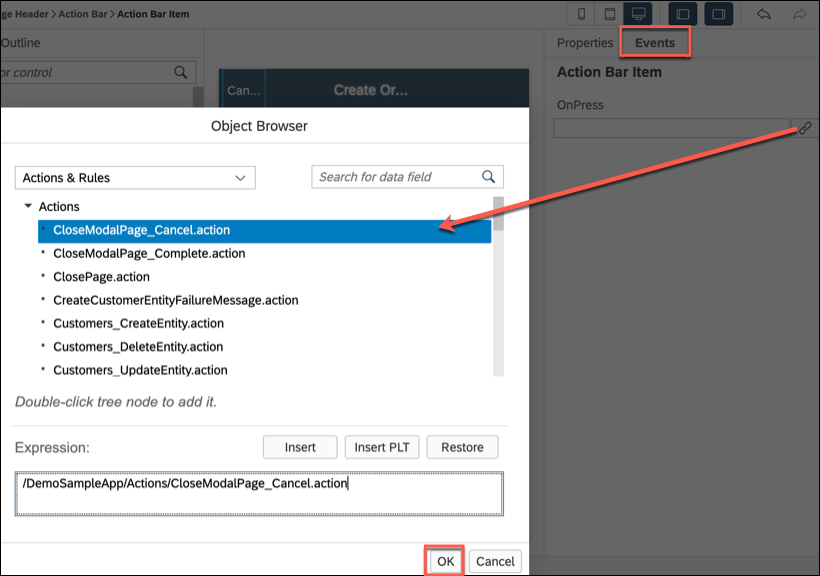 ge Header > Action Bar > Action Bar Item
Outline
or control
Can...
Create Or...
Properties
Events
Action Bar Item
OnPress
Object Browser
Actions & Rules
Search for data field
Actions
CloseModalPage_Cancel.action
CloseModalPage_Complete.action
ClosePage.action
CreateCustomerEntityFailureMessage.action
Customers_CreateEntity.action
Customers_DeleteEntity.action
Customers_UpdateEntity.action
Double-click tree node to add it.
Expression:
Insert
Insert PLT
Restore
/DemoSampleApp/Actions/CloseModalPage_Cancel.action
OK
Cancel